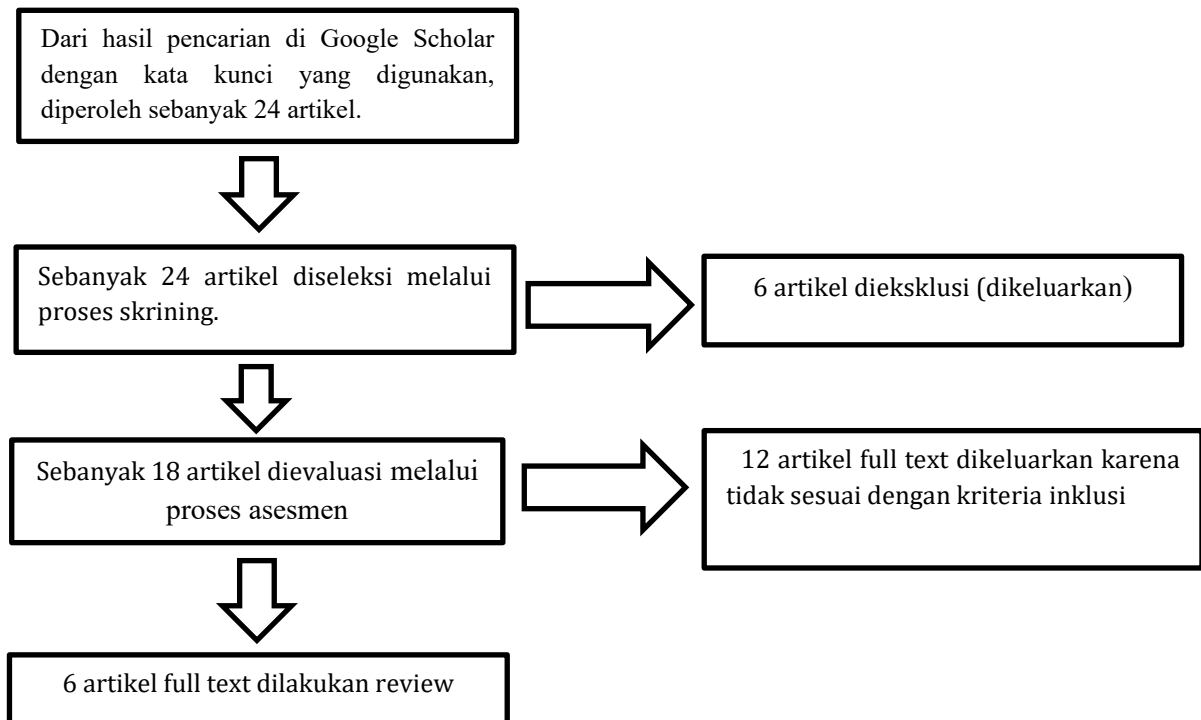 Dari hasil pencarian di Google Scholar
dengan kata kunci yang digunakan,
diperoleh sebanyak 24 artikel.
Sebanyak 24 artikel diseleksi melalui
proses skrining.
6 artikel dieksklusi (dikeluarkan)
Sebanyak 18 artikel dievaluasi melalui
proses asesmen
12 artikel full text dikeluarkan karena
tidak sesuai dengan kriteria inklusi
6 artikel full text dilakukan review